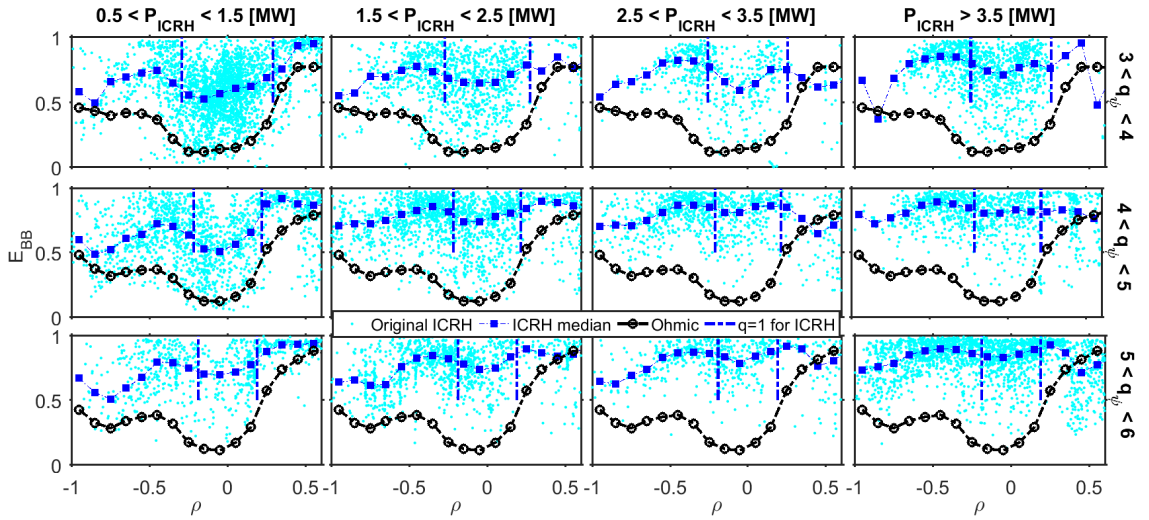 0.5 < P_ICRH < 1.5 [MW] 1.5 < P_ICRH < 2.5 [MW] 2.5 < P_ICRH < 3.5 [MW] P_ICRH > 3.5 [MW]
1
0.5
0
3 < q_ψ < 4
1
E_BB 0.5
0
4 < q_ψ < 5
Original ICRH ICRH median Ohmic q=1 for ICRH
1
0.5
0
5 < q_ψ < 6
-1 -0.5 0 0.5 -1 -0.5 0 0.5 -1 -0.5 0 0.5 -1 -0.5 0 0.5
ρ ρ ρ ρ